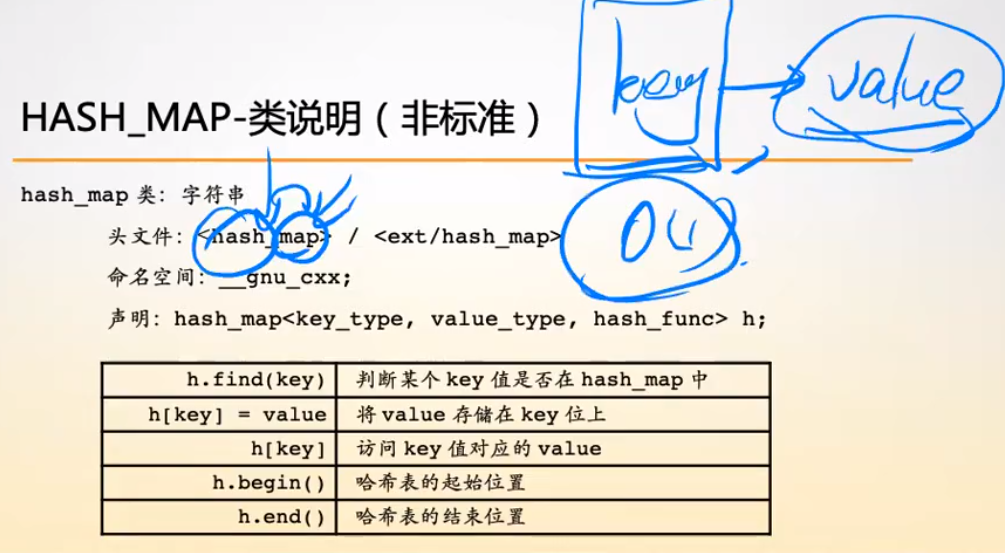 HASH_MAP-类说明（非标准）
key
value
hash_map 类：字符串
头文件：<hash_map> / <ext/hash_map>
命名空间：__gnu_cxx;
声明：hash_map<key_type, value_type, hash_func> h;
h.find(key) 判断某个 key 值是否在 hash_map 中
h[key] = value 将 value 存储在 key 位上
h[key] 访问 key 值对应的 value
h.begin() 哈希表的起始位置
h.end() 哈希表的结束位置